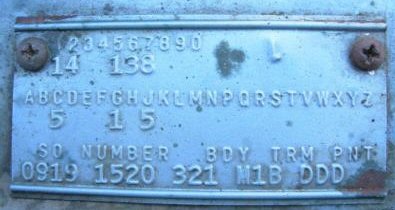 1234567890
14 138
ABCDEFGHJKLMNPQRSTVWXYZ
5 1 5
SO NUMBER BDY TRM PNT
0919 1520 321 M1B DDD